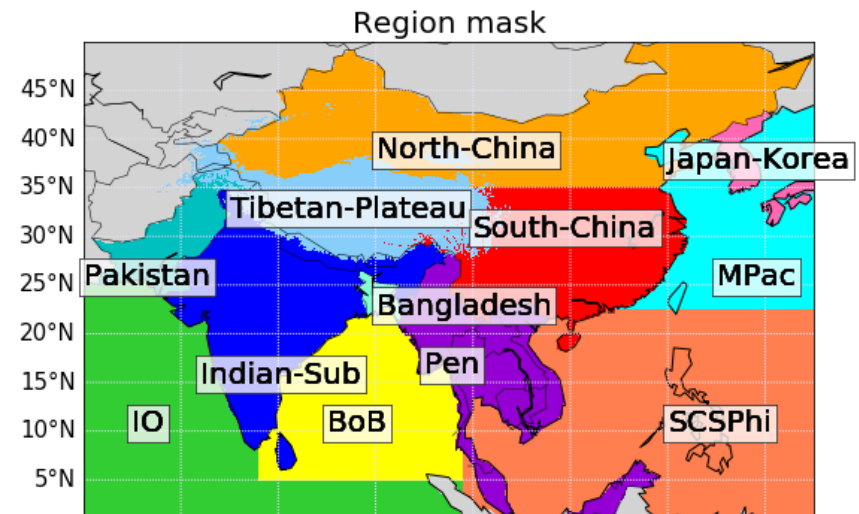 Region mask
45°N
40°N
North-China
Japan-Korea
35°N
Tibetan-Plateau
South-China
30°N
Pakistan
MPac
25°N
Bangladesh
20°N
Pen
Indian-Sub
15°N
IO
BoB
SCSPhi
10°N
5°N